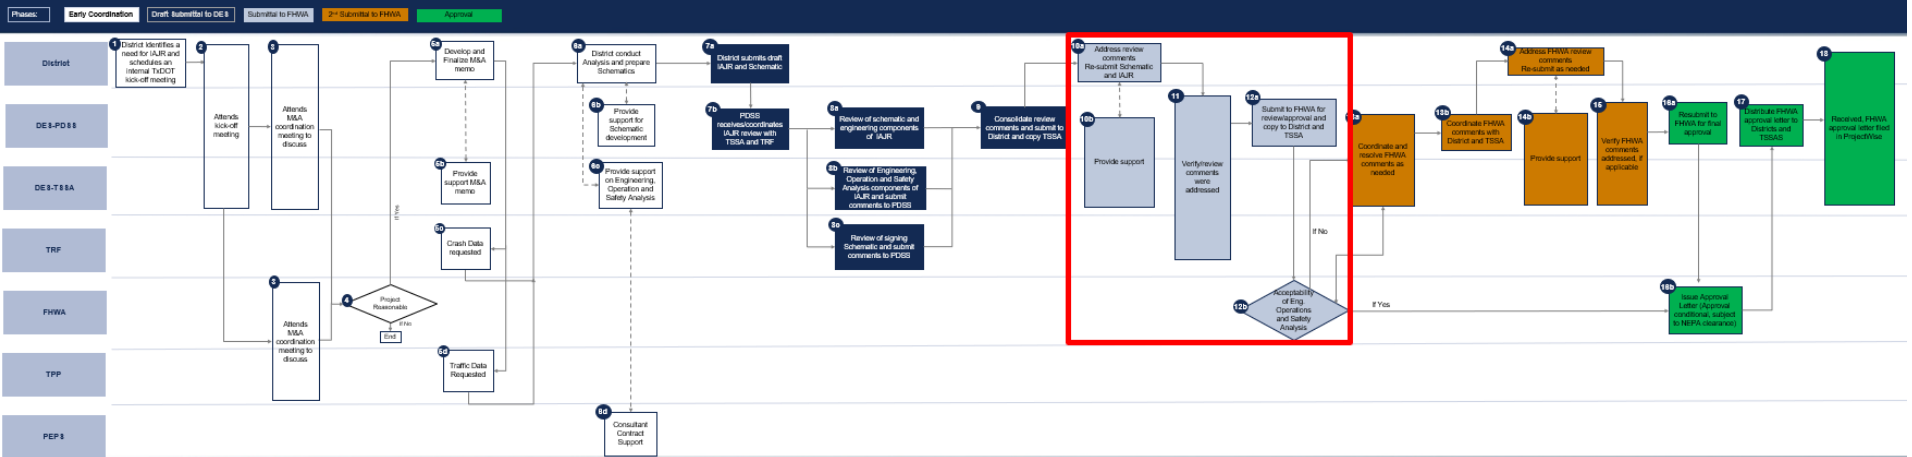 Phases:
Early Coordination
Draft Submittal to DES
Submittal to FHWA
2nd Submittal to FHWA
Approval
District
DES-PDSS
DES-TSSA
TRF
FHWA
TPP
PEPS
1
District identifies a
need for IAJR and
schedules an
internal TxDOT
kick-off meeting
2
Attends
kick-off
meeting
3
Attends
M&A
coordination
meeting to
discuss
3
Attends
M&A
coordination
meeting to
discuss
4
Project
Reasonable
If Yes
If No
End
5a
Develop and
Finalize M&A
memo
5b
Provide
support M&A
memo
5c
Crash Data
requested
5d
Traffic Data
Requested
6a
District conduct
Analysis and prepare
Schematics
6b
Provide
support for
Schematic
development
6c
Provide support
on Engineering,
Operation and
Safety Analysis
6d
Consultant
Contract
Support
7a
District submits draft
IAJR and Schematic
7b
PDSS
receives/coordinates
IAJR review with
TSSA and TRF
8a
Review of schematic and
engineering components
of IAJR
8b
Review of Engineering,
Operation and Safety
Analysis components of
IAJR and submit
comments to PDSS
8c
Review of signing
Schematic and submit
comments to PDSS
9
Consolidate review
comments and submit to
District and copy TSSA
10a
Address review
comments
Re-submit Schematic
and IAJR
10b
Provide support
11
Verify/review
comments
were
addressed
12a
Submit to FHWA for
review/approval and
copy to District and
TSSA
12b
Acceptability
of Eng.
Operations
and Safety
Analysis
If No
If Yes
Coordinate and
resolve FHWA
comments as
needed
13b
Coordinate FHWA
comments with
District and TSSA
14a
Address FHWA review
comments
Re-submit as needed
14b
Provide support
15
Verify FHWA
comments
addressed, if
applicable
16a
Resubmit to
FHWA for final
approval
16b
Issue Approval
Letter (Approval
conditional, subject
to NEPA clearance)
17
Distribute FHWA
approval letter to
Districts and
TSSAS
18
Received, FHWA
approval letter filed
in ProjectWise